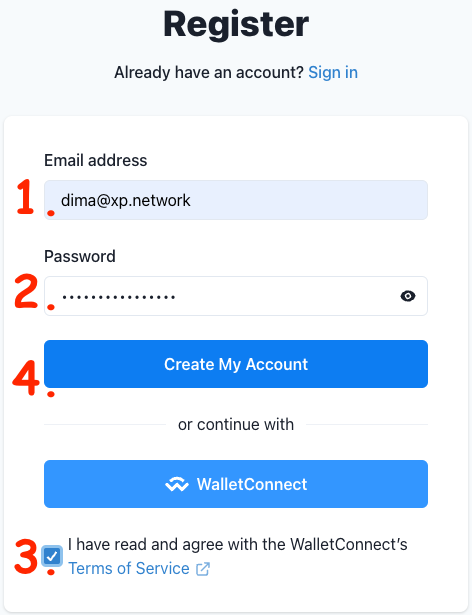 Register
Already have an account? Sign in
Email address
1. dima@xp.network
Password
2. ••••••••••••••••
4. Create My Account
or continue with
WalletConnect
3. I have read and agree with the WalletConnect’s
Terms of Service